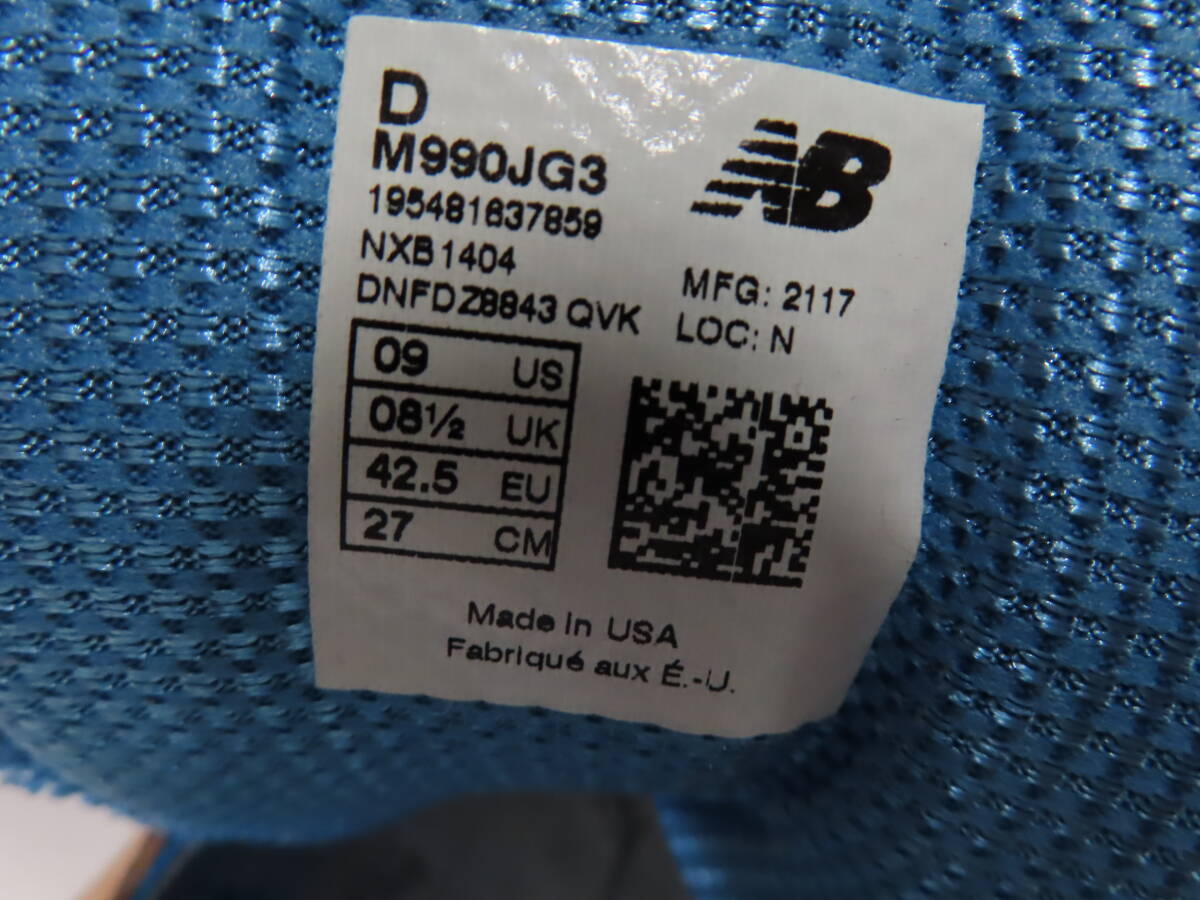 D
M990JG3
195481637859
NXB1404
DNFDZ8843 QVK
NB
MFG: 2117
LOC: N
09 US
08½ UK
42.5 EU
27 CM
Made in USA
Fabriqué aux É.-U.